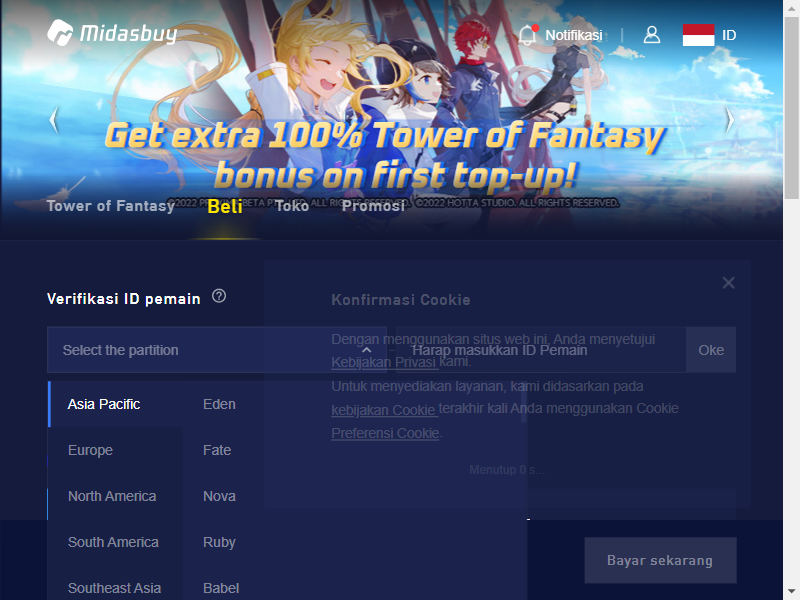 Midasbuy
Notifikasi
ID
Get extra 100% Tower of Fantasy
bonus on first top-up!
©2022 PROXIMA BETA PTE. LTD. ALL RIGHTS RESERVED. ©2022 HOTTA STUDIO. ALL RIGHTS RESERVED.
Tower of Fantasy Beli Toko Promosi
Verifikasi ID pemain
Konfirmasi Cookie
Select the partition
Harap masukkan ID Pemain
Oke
Dengan menggunakan situs web ini, Anda menyetujui
Kebijakan Privasi kami.
Untuk menyediakan layanan, kami didasarkan pada
kebijakan Cookie terakhir kali Anda menggunakan Cookie
Preferensi Cookie.
Menutup 0 s...
Asia Pacific
Europe
North America
South America
Southeast Asia
Eden
Fate
Nova
Ruby
Babel
Bayar sekarang